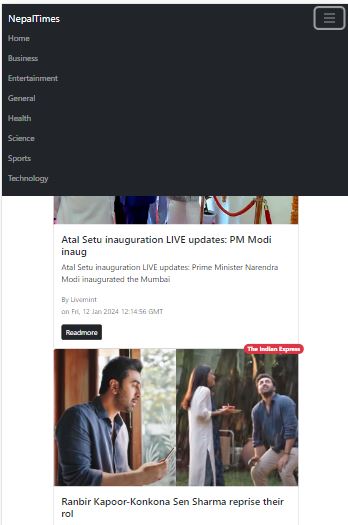 NepalTimes
Home
Business
Entertainment
General
Health
Science
Sports
Technology
Atal Setu inauguration LIVE updates: PM Modi
inaug
Atal Setu inauguration LIVE updates: Prime Minister Narendra
Modi inaugurated the Mumbai
By Livemint
on Fri, 12 Jan 2024 12:14:56 GMT
Readmore
The Indian Express
Ranbir Kapoor-Konkona Sen Sharma reprise their
rol